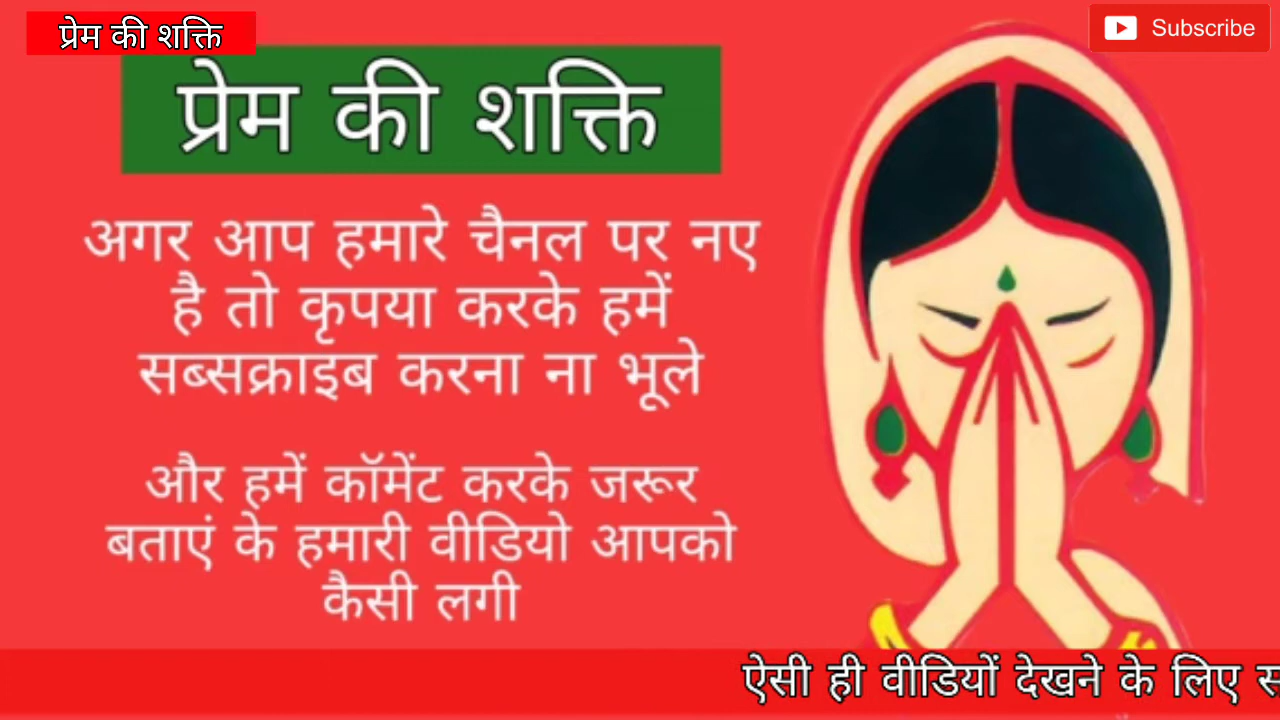 प्रेम की शक्ति
Subscribe
प्रेम की शक्ति
अगर आप हमारे चैनल पर नए
है तो कृपया करके हमें
सब्सक्राइब करना ना भूले
और हमें कॉमेंट करके जरूर
बताएं के हमारी वीडियो आपको
कैसी लगी
ऐसी ही वीडियों देखने के लिए